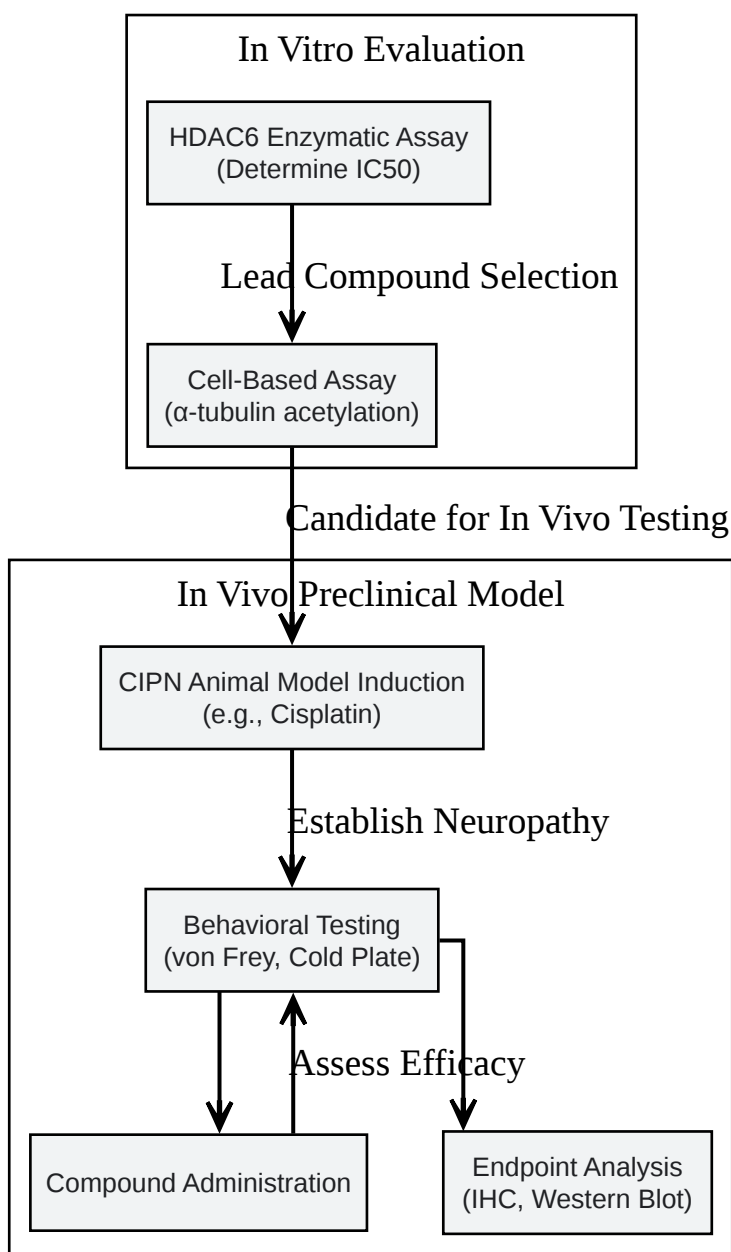 In Vitro Evaluation
HDAC6 Enzymatic Assay
(Determine IC50)
Lead Compound Selection
Cell-Based Assay
(α-tubulin acetylation)
Candidate for In Vivo Testing
In Vivo Preclinical Model
CIPN Animal Model Induction
(e.g., Cisplatin)
Establish Neuropathy
Behavioral Testing
(von Frey, Cold Plate)
Assess Efficacy
Compound Administration
Endpoint Analysis
(IHC, Western Blot)